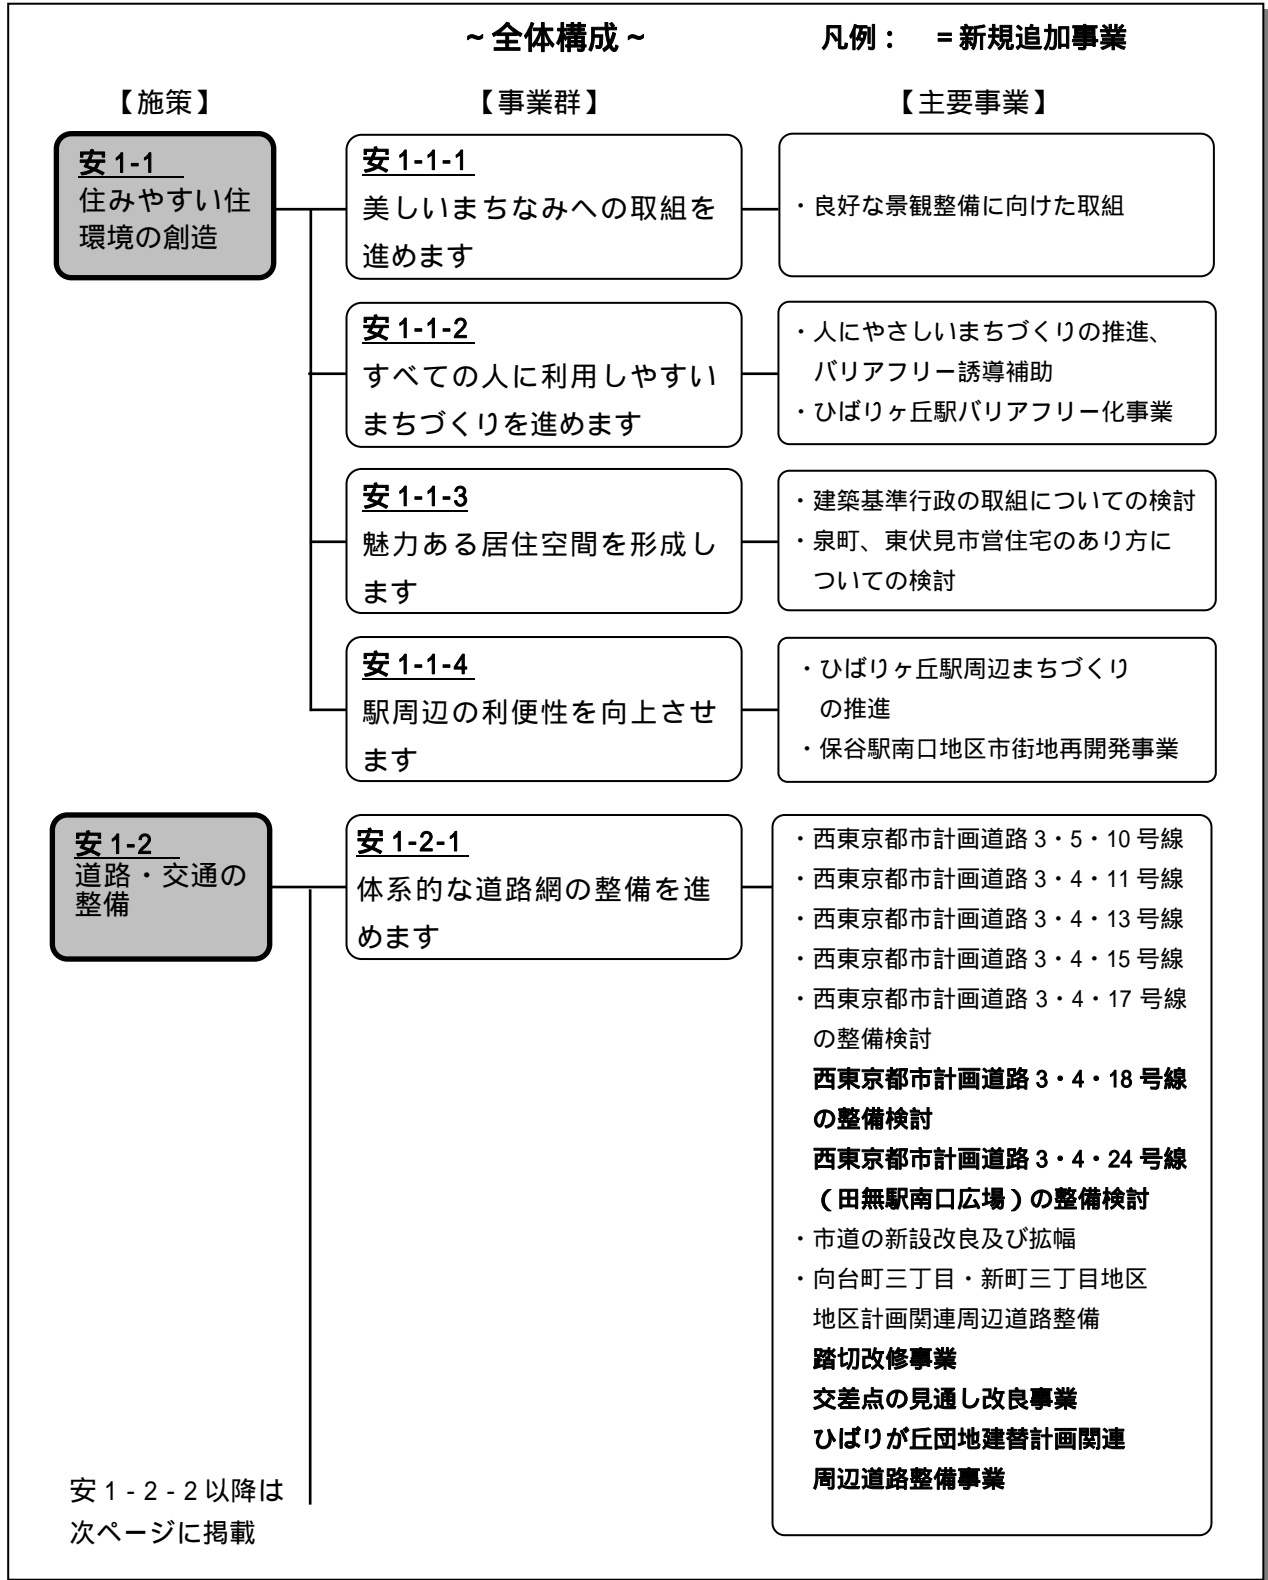 ~全体構成~
凡例： =新規追加事業
【施策】
【事業群】
【主要事業】
安1-1
住みやすい住
環境の創造
安1-1-1
美しいまちなみへの取組を
進めます
・良好な景観整備に向けた取組
安1-1-2
すべての人に利用しやすい
まちづくりを進めます
・人にやさしいまちづくりの推進、
バリアフリー誘導補助
・ひばりヶ丘駅バリアフリー化事業
安1-1-3
魅力ある居住空間を形成し
ます
・建築基準行政の取組についての検討
・泉町、東伏見市営住宅のあり方に
ついての検討
安1-1-4
駅周辺の利便性を向上させ
ます
・ひばりヶ丘駅周辺まちづくり
の推進
・保谷駅南口地区市街地再開発事業
安1-2
道路・交通の
整備
安1-2-1
体系的な道路網の整備を進
めます
・西東京都市計画道路3・5・10号線
・西東京都市計画道路3・4・11号線
・西東京都市計画道路3・4・13号線
・西東京都市計画道路3・4・15号線
・西東京都市計画道路3・4・17号線
の整備検討
西東京都市計画道路3・4・18号線
の整備検討
西東京都市計画道路3・4・24号線
（田無駅南口広場）の整備検討
・市道の新設改良及び拡幅
・向台町三丁目・新町三丁目地区
地区計画関連周辺道路整備
踏切改修事業
交差点の見通し改良事業
ひばりが丘団地建替計画関連
周辺道路整備事業
安1-2-2以降は
次ページに掲載